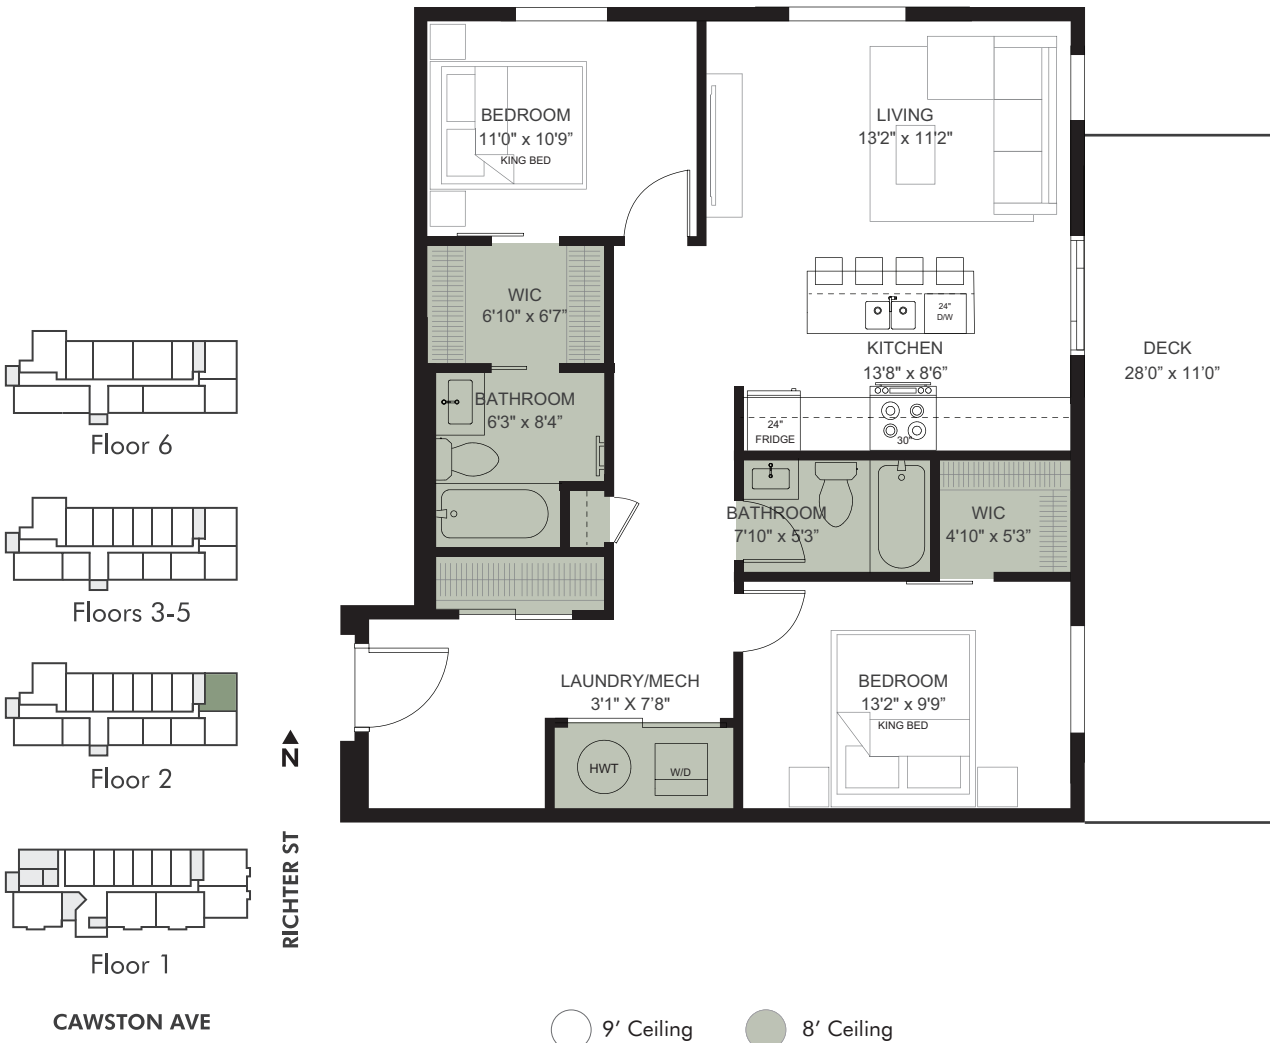 BEDROOM
11'0" x 10'9”
KING BED
LIVING
13'2" x 11'2"
WIC
6'10" x 6'7”
24"
D/W
KITCHEN
13'8" x 8'6”
DECK
28’0” x 11’0”
BATHROOM
6'3” x 8'4”
24"
FRIDGE
30"
BATHROOM
7'10" x 5'3”
WIC
4'10" x 5'3”
LAUNDRY/MECH
3'1" X 7’8"
HWT
W/D
BEDROOM
13'2" x 9'9”
KING BED
Floor 6
Floors 3-5
Floor 2
Floor 1
N
RICHTER ST
CAWSTON AVE
9’ Ceiling
8’ Ceiling